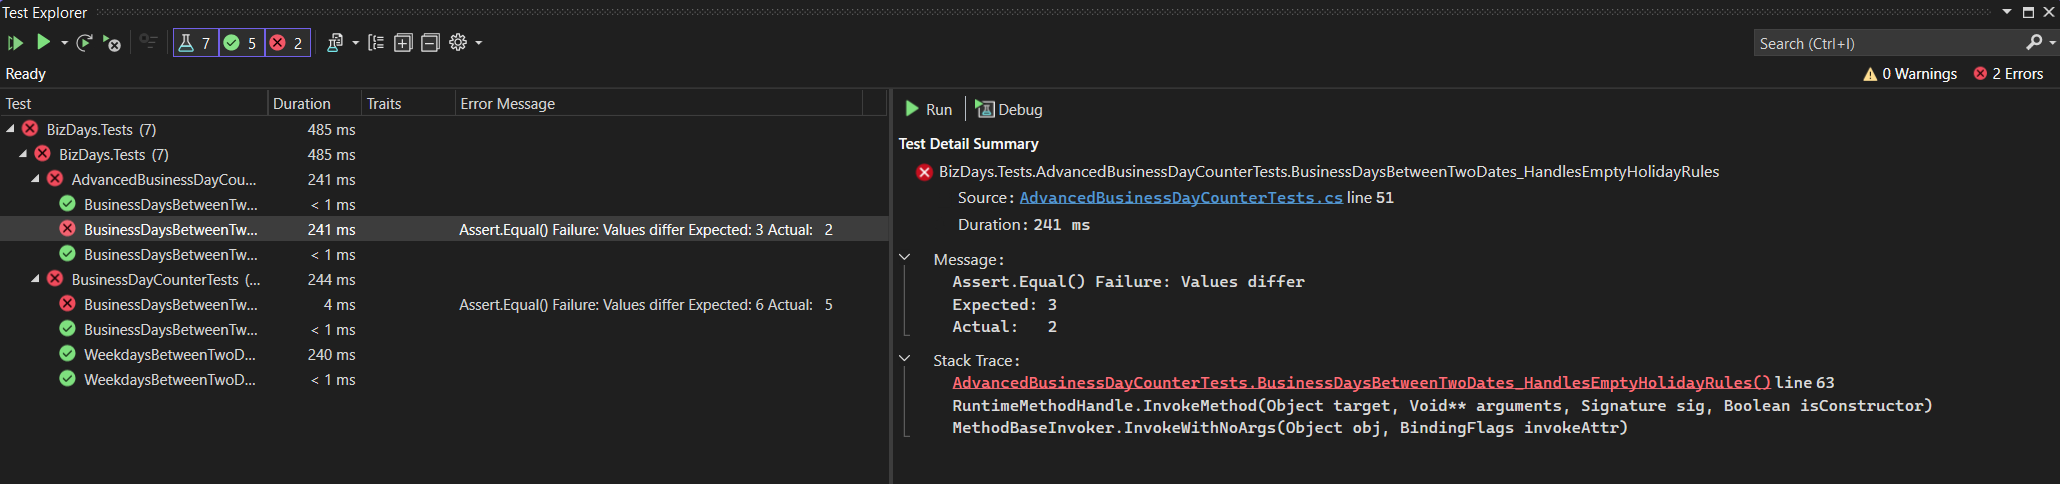 Test Explorer
7 5 2
Search (Ctrl+I)
Ready
0 Warnings 2 Errors
Test Duration Traits Error Message
BizDays.Tests (7) 485 ms
BizDays.Tests (7) 485 ms
AdvancedBusinessDayCou... 241 ms
BusinessDaysBetweenTw... < 1 ms
BusinessDaysBetweenTw... 241 ms Assert.Equal() Failure: Values differ Expected: 3 Actual: 2
BusinessDaysBetweenTw... < 1 ms
BusinessDayCounterTests (... 244 ms
BusinessDaysBetweenTw... 4 ms Assert.Equal() Failure: Values differ Expected: 6 Actual: 5
BusinessDaysBetweenTw... < 1 ms
WeekdaysBetweenTwoD... 240 ms
WeekdaysBetweenTwoD... < 1 ms
Run Debug
Test Detail Summary
BizDays.Tests.AdvancedBusinessDayCounterTests.BusinessDaysBetweenTwoDates_HandlesEmptyHolidayRules
Source: AdvancedBusinessDayCounterTests.cs line 51
Duration: 241 ms
Message:
Assert.Equal() Failure: Values differ
Expected: 3
Actual: 2
Stack Trace:
AdvancedBusinessDayCounterTests.BusinessDaysBetweenTwoDates_HandlesEmptyHolidayRules() line 63
RuntimeMethodHandle.InvokeMethod(Object target, Void** arguments, Signature sig, Boolean isConstructor)
MethodBaseInvoker.InvokeWithNoArgs(Object obj, BindingFlags invokeAttr)